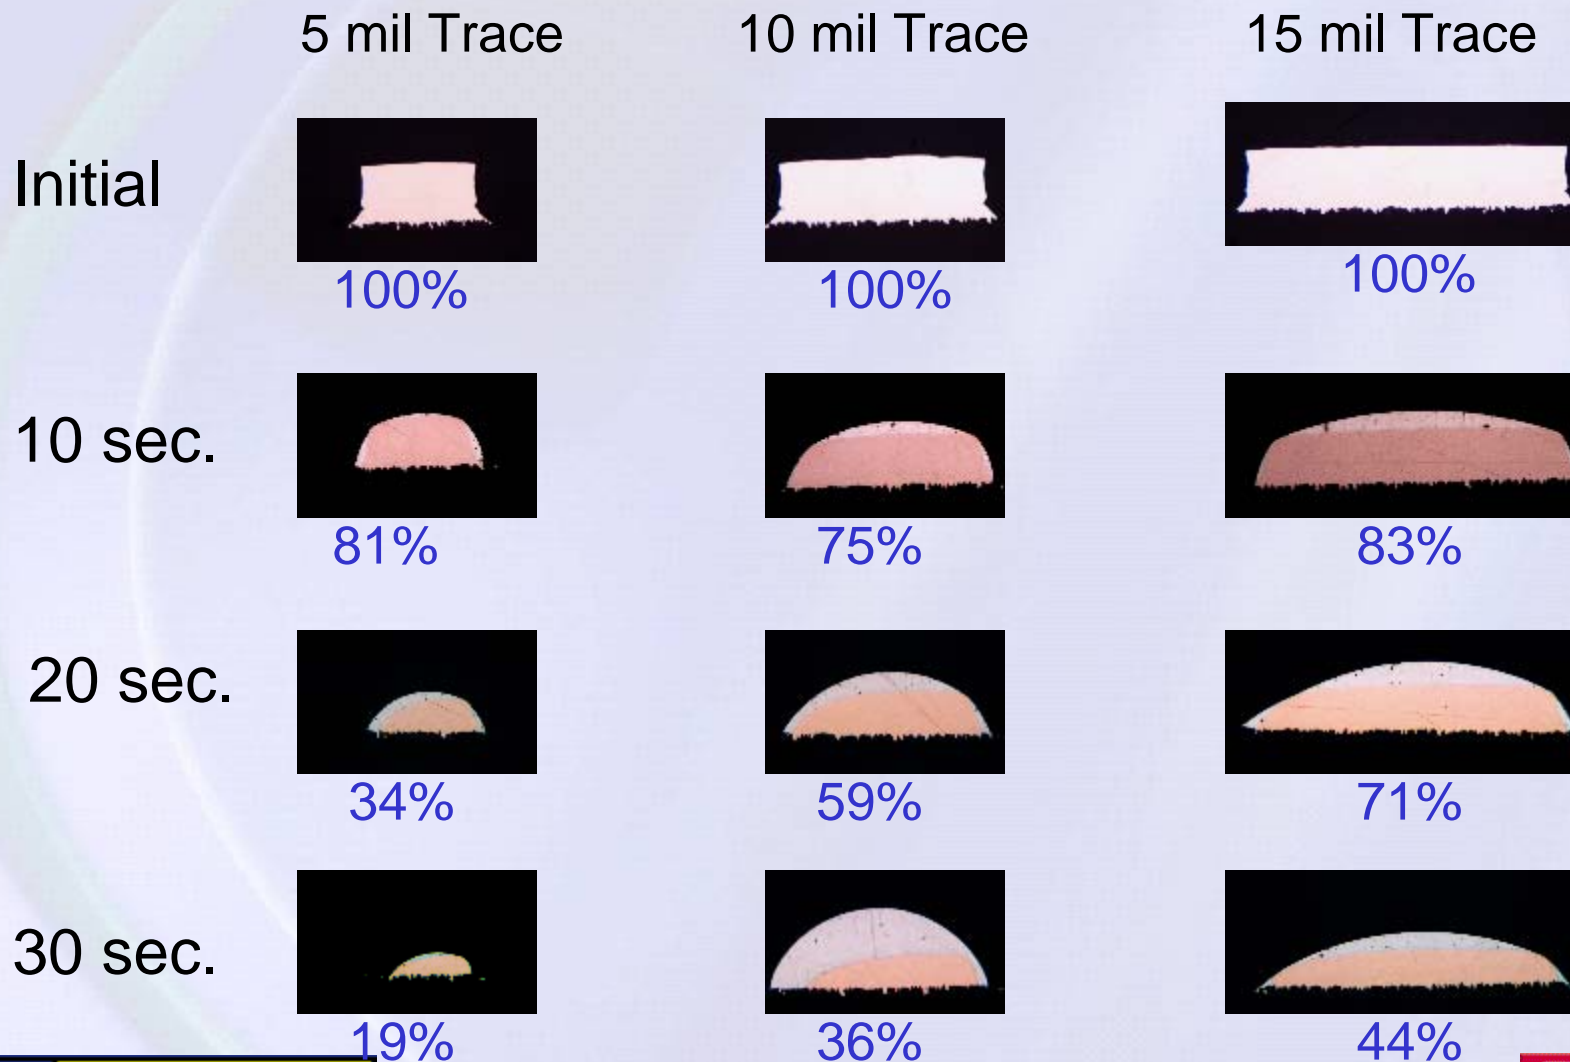 5 mil Trace 10 mil Trace 15 mil Trace
Initial
100% 100% 100%
10 sec.
81% 75% 83%
20 sec.
34% 59% 71%
30 sec.
19% 36% 44%